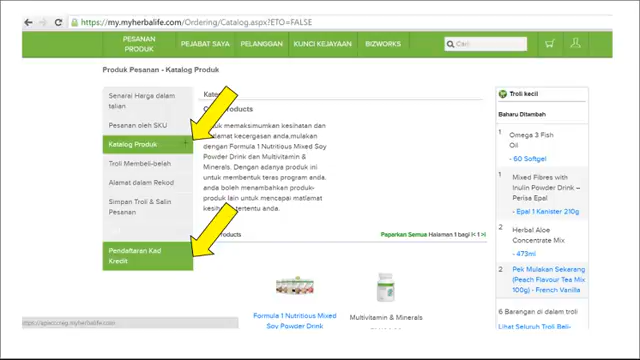 https://my.myherbalife.com/Ordering/Catalog.aspx?ETO=FALSE
PESANAN
PRODUK
PEJABAT SAYA
PELANGGAN
KUNCI KEJAYAAN
BIZWORKS
Cari
Produk Pesanan - Katalog Produk
Senarai Harga dalam
talian
Pesanan oleh SKU
Katalog Produk
+
Troli Membeli-belah
Alamat dalam Rekod
Simpan Troli & Salin
Pesanan
Pendaftaran Kad
Kredit
Products
memaksimumkan kesihatan dan
kecergasan anda,mulakan
dengan Formula 1 Nutritious Mixed Soy
Powder Drink dan Multivitamin &
Minerals. Dengan adanya produk ini
untuk membentuk teras program anda,
anda boleh menambahkan produk-
produk lain untuk mencapai matlamat
tertentu anda.
Paparkan Semua Halaman 1 bagi |< 1 >|
Formula 1 Nutritious Mixed
Soy Powder Drink
Multivitamin & Minerals
Troli kecil
Baharu Ditambah
1 Omega 3 Fish
Oil
- 60 Softgel
1 Mixed Fibres with
Inulin Powder Drink –
Perisa Epal
- Epal 1 Kanister 210g
2 Herbal Aloe
Concentrate Mix
- 473ml
2 Pek Mulakan Sekarang
(Peach Flavour Tea Mix
100g) - French Vanilla
6 Barangan di dalam troli
Lihat Seluruh Troli Beli-